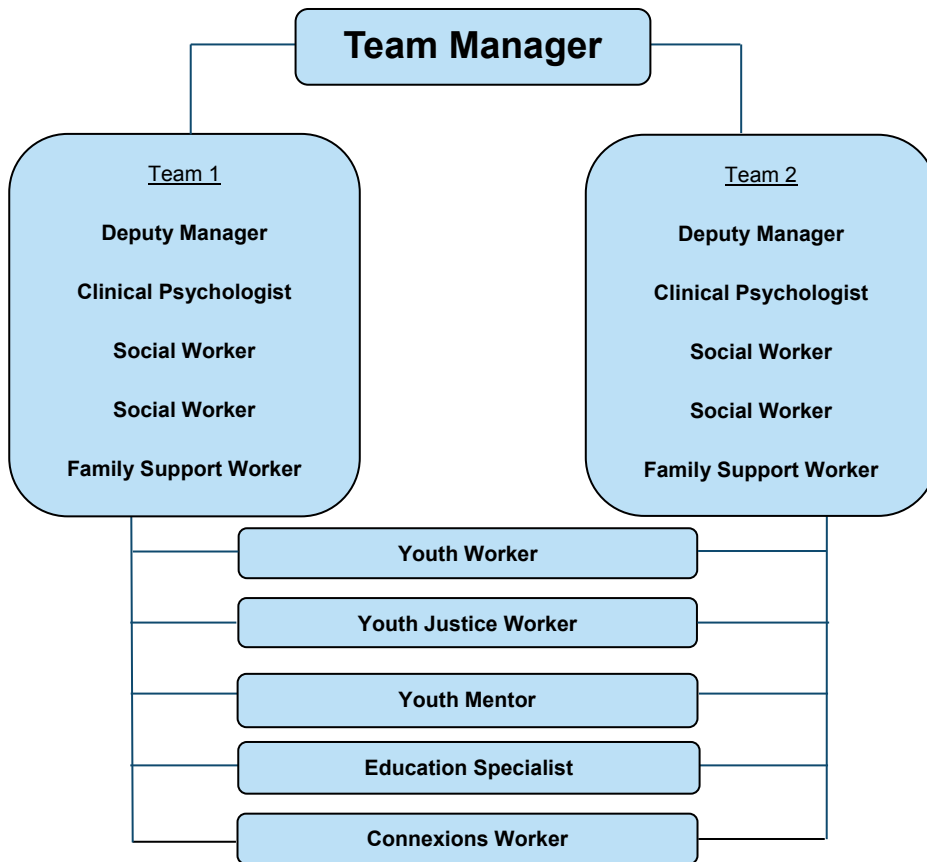 Team Manager
Team 1
Deputy Manager
Clinical Psychologist
Social Worker
Social Worker
Family Support Worker
Team 2
Deputy Manager
Clinical Psychologist
Social Worker
Social Worker
Family Support Worker
Youth Worker
Youth Justice Worker
Youth Mentor
Education Specialist
Connexions Worker